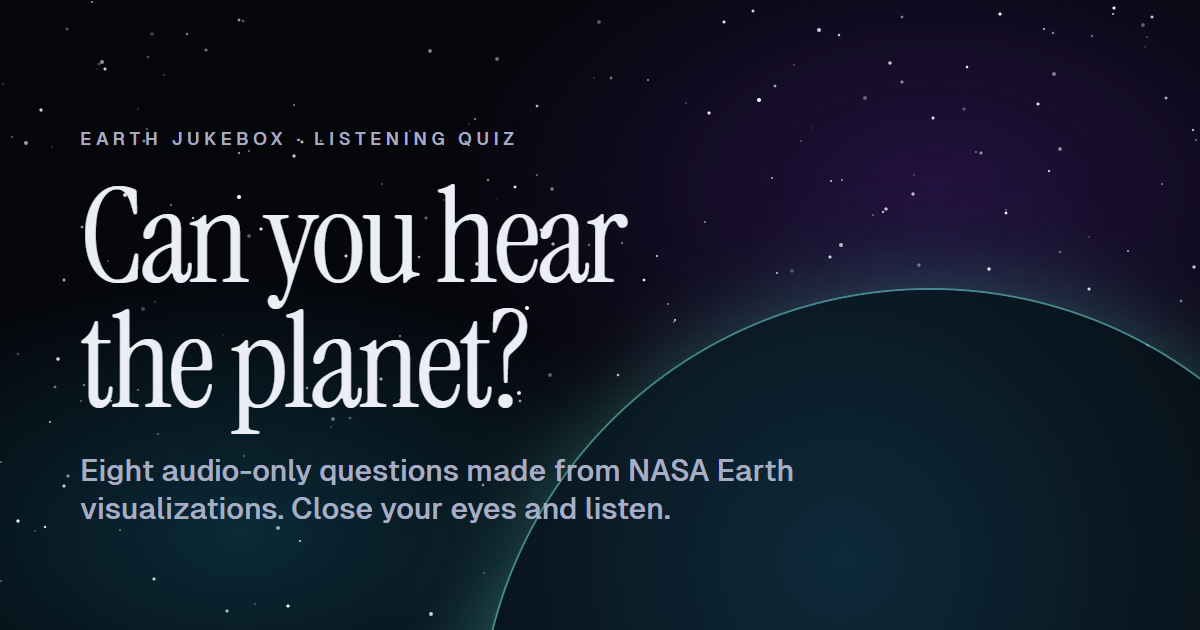 EARTH JUKEBOX · LISTENING QUIZ
Can you hear
the planet?
Eight audio-only questions made from NASA Earth
visualizations. Close your eyes and listen.